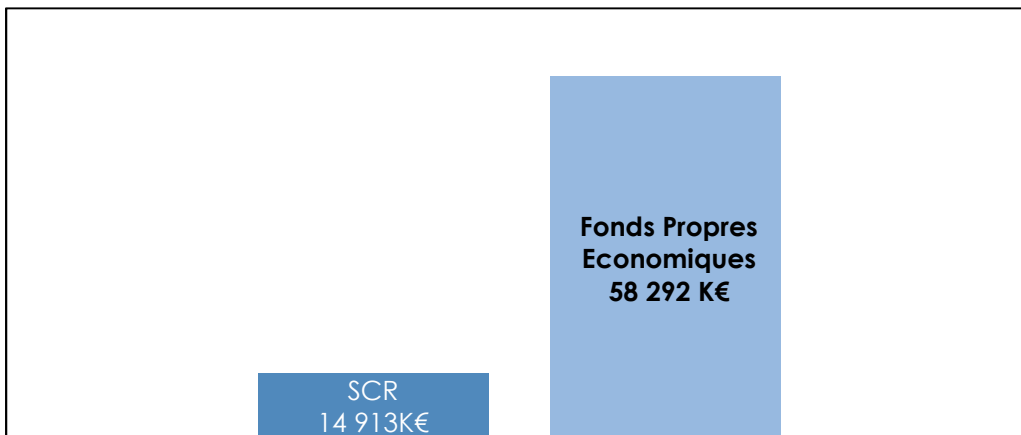 Fonds Propres
Economiques
58 292 K€
SCR
14 913K€